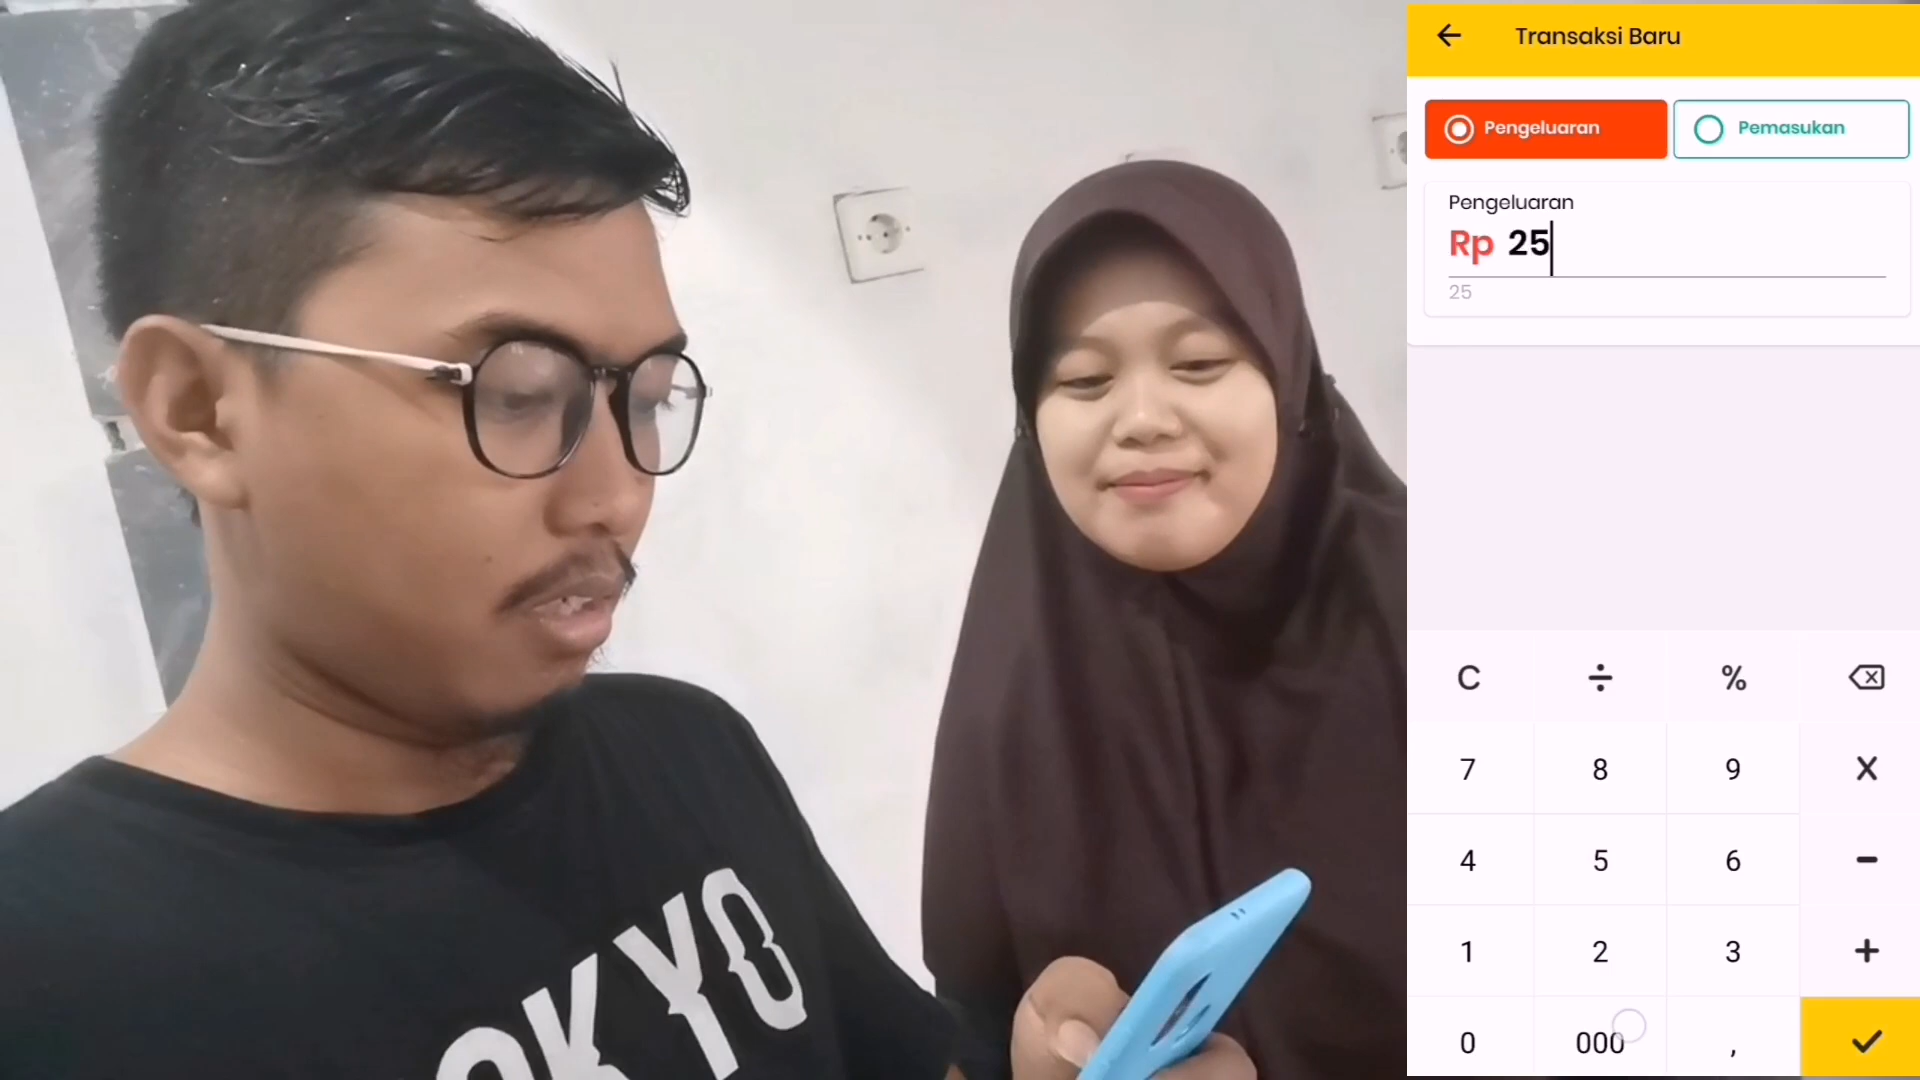 Transaksi Baru
Pengeluaran
Pemasukan
Pengeluaran
Rp 25
25
C ÷ % 
7 8 9 X
4 5 6 -
1 2 3 +
0 000 ,
OKYO